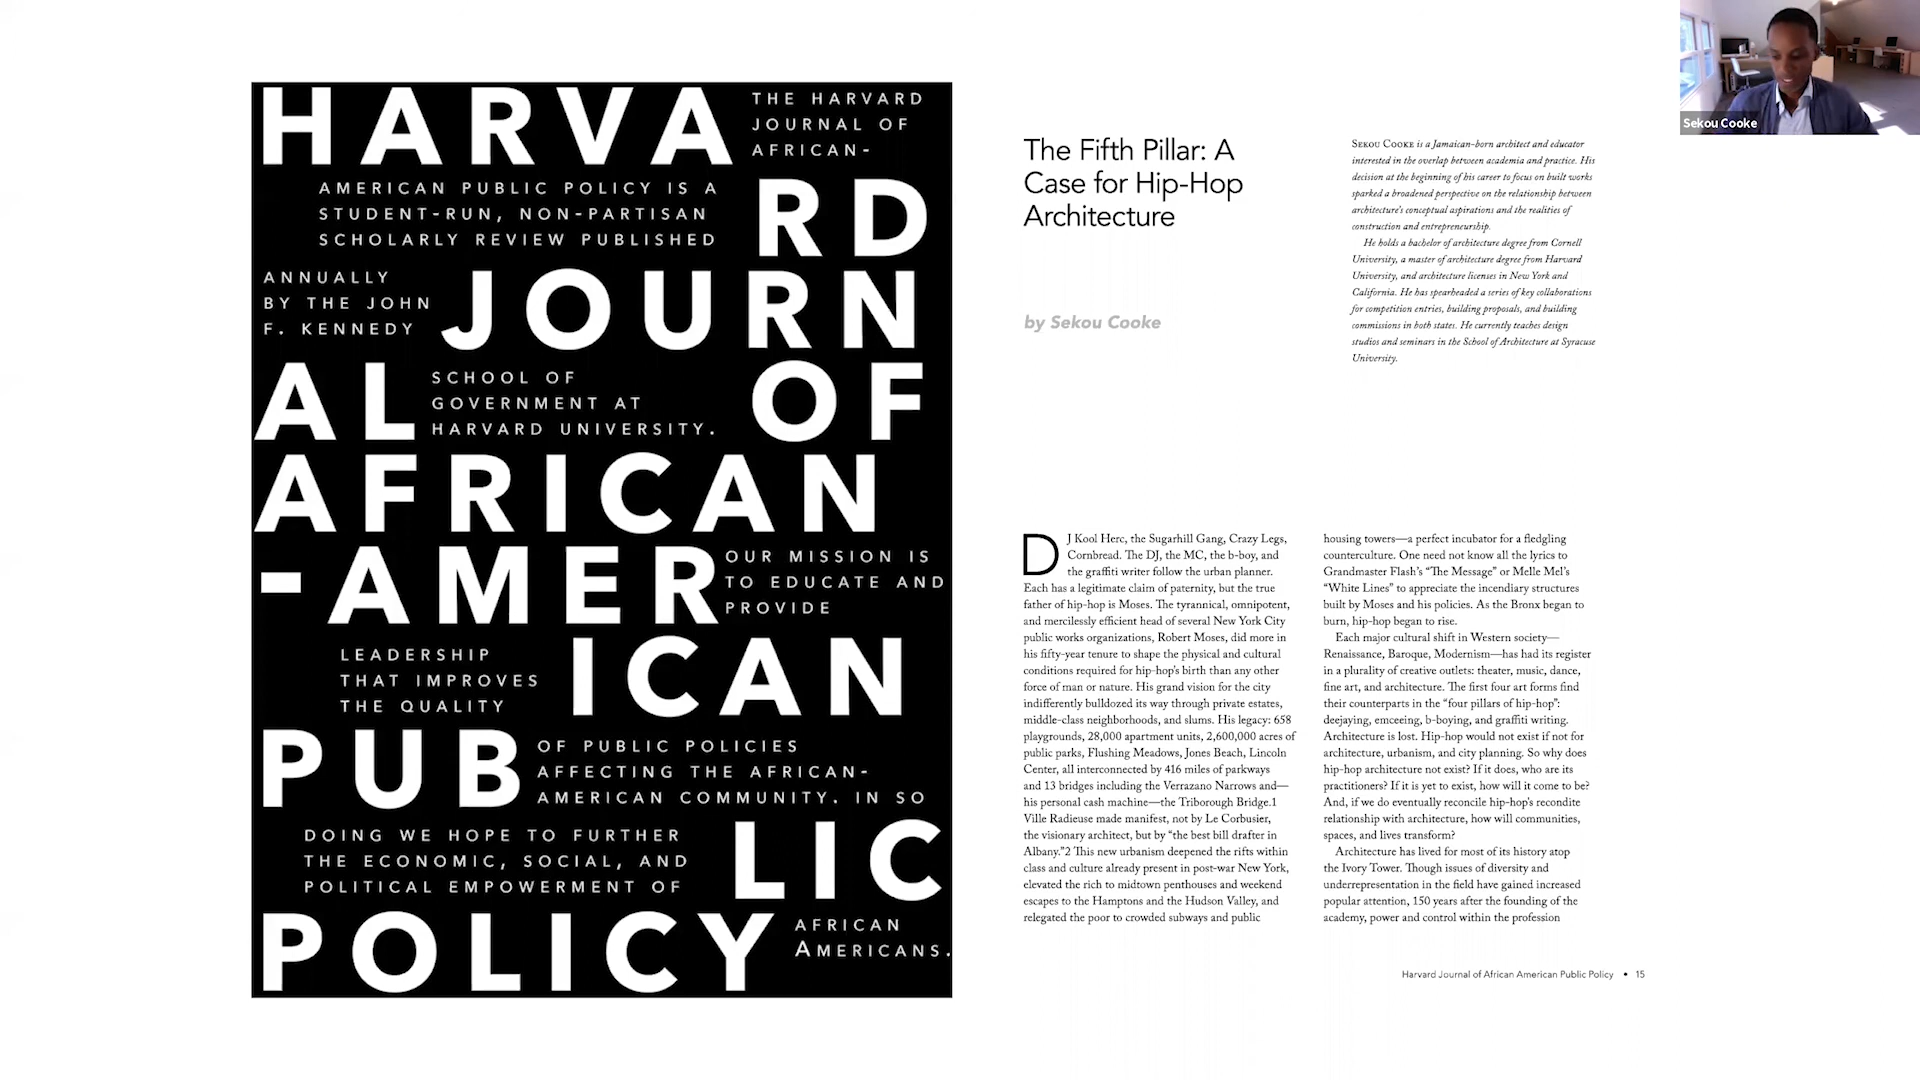 HARVA
THE HARVARD
JOURNAL OF
AFRICAN-
AMERICAN PUBLIC POLICY IS A
STUDENT-RUN, NON-PARTISAN
SCHOLARLY REVIEW PUBLISHED
RD
ANNUALLY
BY THE JOHN
F. KENNEDY
JOURN
AL
SCHOOL OF
GOVERNMENT AT
HARVARD UNIVERSITY.
OF
AFRICAN
-AMER
OUR MISSION IS
TO EDUCATE AND
PROVIDE
LEADERSHIP
THAT IMPROVES
THE QUALITY
ICAN
PUB
OF PUBLIC POLICIES
AFFECTING THE AFRICAN-
AMERICAN COMMUNITY. IN SO
DOING WE HOPE TO FURTHER
THE ECONOMIC, SOCIAL, AND
POLITICAL EMPOWERMENT OF
LIC
POLICY
AFRICAN
AMERICANS.
The Fifth Pillar: A
Case for Hip-Hop
Architecture
by Sekou Cooke
SEKOU COOKE is a Jamaican-born architect and educator
interested in the overlap between academia and practice. His
decision at the beginning of his career to focus on built works
sparked a broadened perspective on the relationship between
architecture's conceptual aspirations and the realities of
construction and entrepreneurship.
He holds a bachelor of architecture degree from Cornell
University, a master of architecture degree from Harvard
University, and architecture licenses in New York and
California. He has spearheaded a series of key collaborations
for competition entries, building proposals, and building
commissions in both states. He currently teaches design
studios and seminars in the School of Architecture at Syracuse
University.
DJ Kool Herc, the Sugarhill Gang, Crazy Legs,
Cornbread. The DJ, the MC, the b-boy, and
the graffiti writer follow the urban planner.
Each has a legitimate claim of paternity, but the true
father of hip-hop is Moses. The tyrannical, omnipotent,
and mercilessly efficient head of several New York City
public works organizations, Robert Moses, did more in
his fifty-year tenure to shape the physical and cultural
conditions required for hip-hop's birth than any other
force of man or nature. His grand vision for the city
indifferently bulldozed its way through private estates,
middle-class neighborhoods, and slums. His legacy: 658
playgrounds, 28,000 apartment units, 2,600,000 acres of
public parks, Flushing Meadows, Jones Beach, Lincoln
Center, all interconnected by 416 miles of parkways
and 13 bridges including the Verrazano Narrows and—
his personal cash machine—the Triborough Bridge.1
Ville Radieuse made manifest, not by Le Corbusier,
the visionary architect, but by “the best bill drafter in
Albany.”2 This new urbanism deepened the rifts within
class and culture already present in post-war New York,
elevated the rich to midtown penthouses and weekend
escapes to the Hamptons and the Hudson Valley, and
relegated the poor to crowded subways and public
housing towers—a perfect incubator for a fledgling
counterculture. One need not know all the lyrics to
Grandmaster Flash's “The Message” or Melle Mel's
“White Lines” to appreciate the incendiary structures
built by Moses and his policies. As the Bronx began to
burn, hip-hop began to rise.
Each major cultural shift in Western society—
Renaissance, Baroque, Modernism—has had its register
in a plurality of creative outlets: theater, music, dance,
fine art, and architecture. The first four art forms find
their counterparts in the “four pillars of hip-hop”:
deejaying, emceeing, b-boying, and graffiti writing.
Architecture is lost. Hip-hop would not exist if not for
architecture, urbanism, and city planning. So why does
hip-hop architecture not exist? If it does, who are its
practitioners? If it is yet to exist, how will it come to be?
And, if we do eventually reconcile hip-hop's recondite
relationship with architecture, how will communities,
spaces, and lives transform?
Architecture has lived for most of its history atop
the Ivory Tower. Though issues of diversity and
underrepresentation in the field have gained increased
popular attention, 150 years after the founding of the
academy, power and control within the profession
Harvard Journal of African American Public Policy • 15
Sekou Cooke